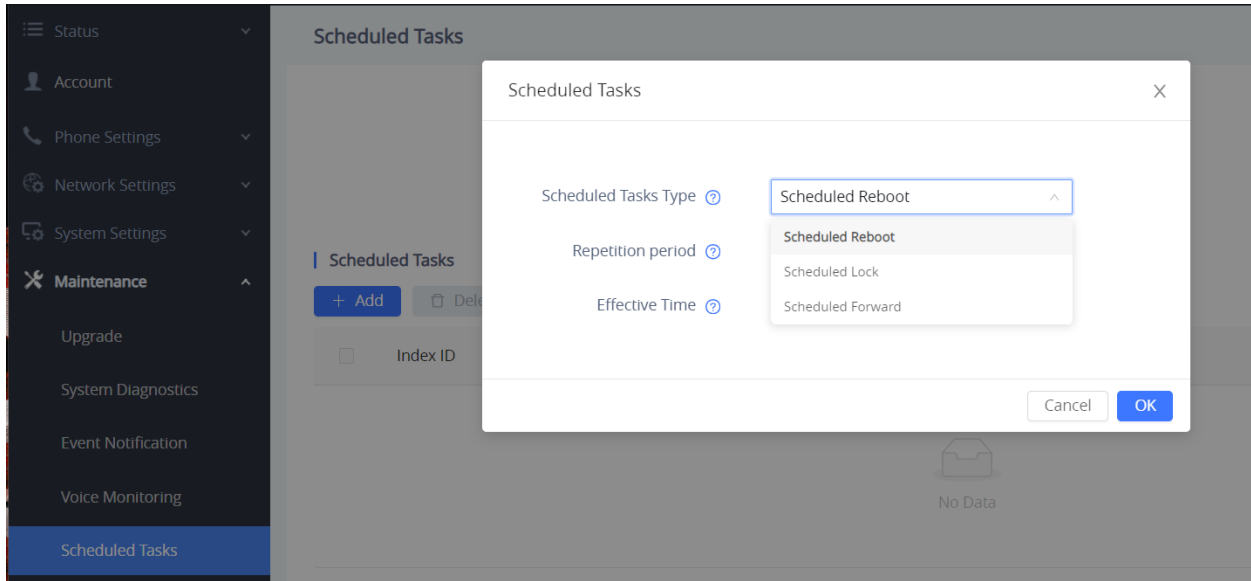 Status
Account
Phone Settings
Network Settings
System Settings
Maintenance
Upgrade
System Diagnostics
Event Notification
Voice Monitoring
Scheduled Tasks
Scheduled Tasks
Scheduled Tasks
+ Add
Dele
Index ID
No Data
Scheduled Tasks
Scheduled Tasks Type
Scheduled Reboot
Scheduled Reboot
Scheduled Lock
Scheduled Forward
Repetition period
Effective Time
Cancel
OK